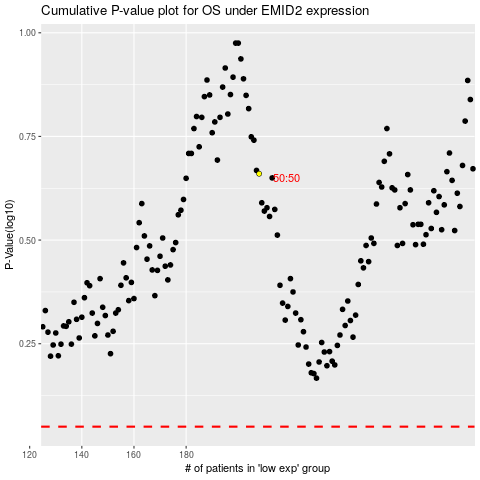 Cumulative P-value plot for OS under EMID2 expression
1.00
0.75
50:50
0.50
0.25
P-Value(log10)
120 140 160 180
# of patients in 'low exp' group